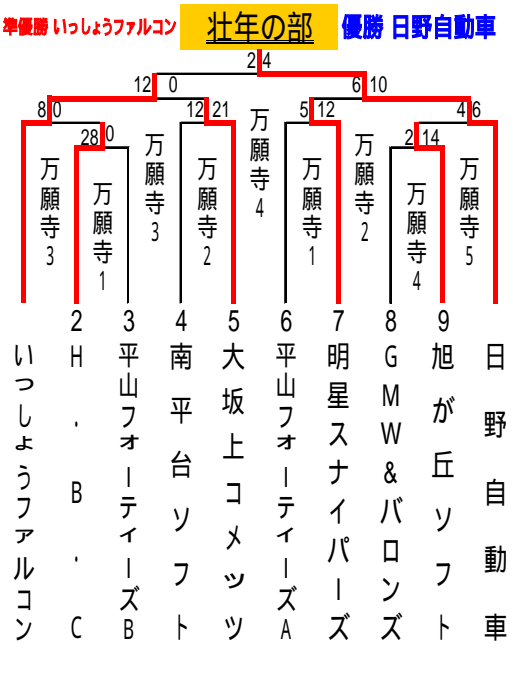 準優勝 いっしょうファルコン
壮年の部
優勝 日野自動車
2 4
12 0
6 10
8 0
12 21
5 12
4 6
28 0
2 14
万願寺3
万願寺1
万願寺3
万願寺2
万願寺4
万願寺1
万願寺2
万願寺4
万願寺5
いっしょうファルコン
2 H.B.C
3 平山フォーティーズB
4 南平台ソフト
5 大坂上コメッツ
6 平山フォーティーズA
7 明星スナイパーズ
8 GMW&バロンズ
9 旭が丘ソフト
日野自動車